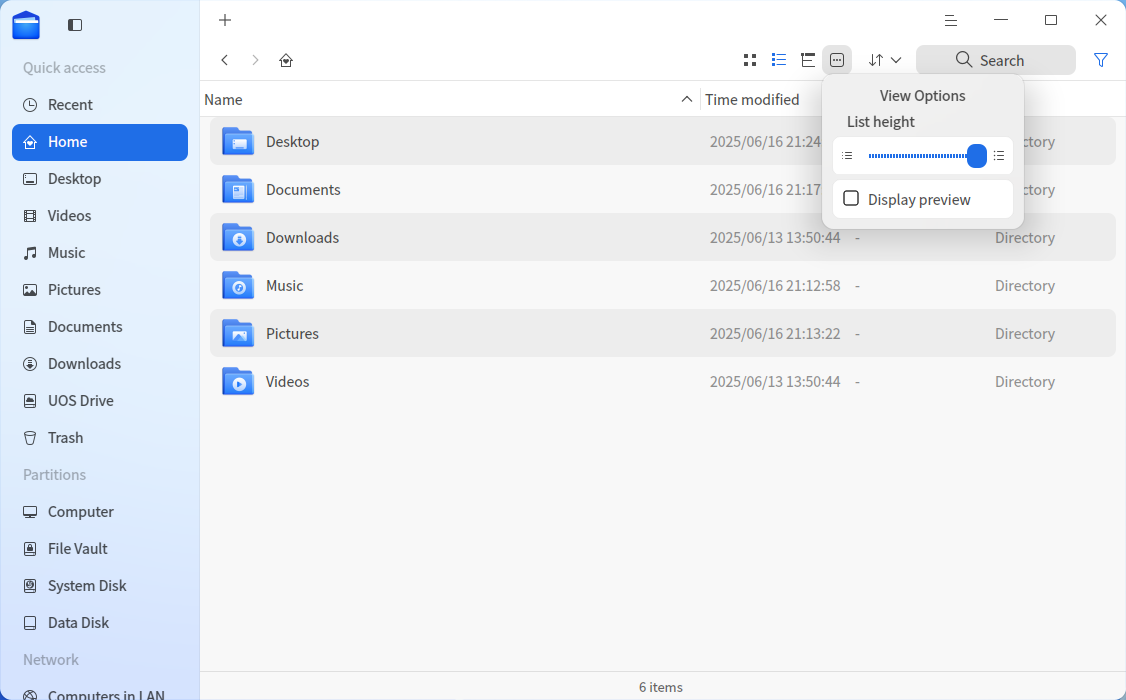 Quick access
Recent
Home
Desktop
Videos
Music
Pictures
Documents
Downloads
UOS Drive
Trash
Partitions
Computer
File Vault
System Disk
Data Disk
Network
Computers in LAN
Search
Name Time modified
View Options
List height
Display preview
Desktop 2025/06/16 21:24
Documents 2025/06/16 21:17
Downloads 2025/06/13 13:50:44 - Directory
Music 2025/06/16 21:12:58 - Directory
Pictures 2025/06/16 21:13:22 - Directory
Videos 2025/06/13 13:50:44 - Directory
6 items